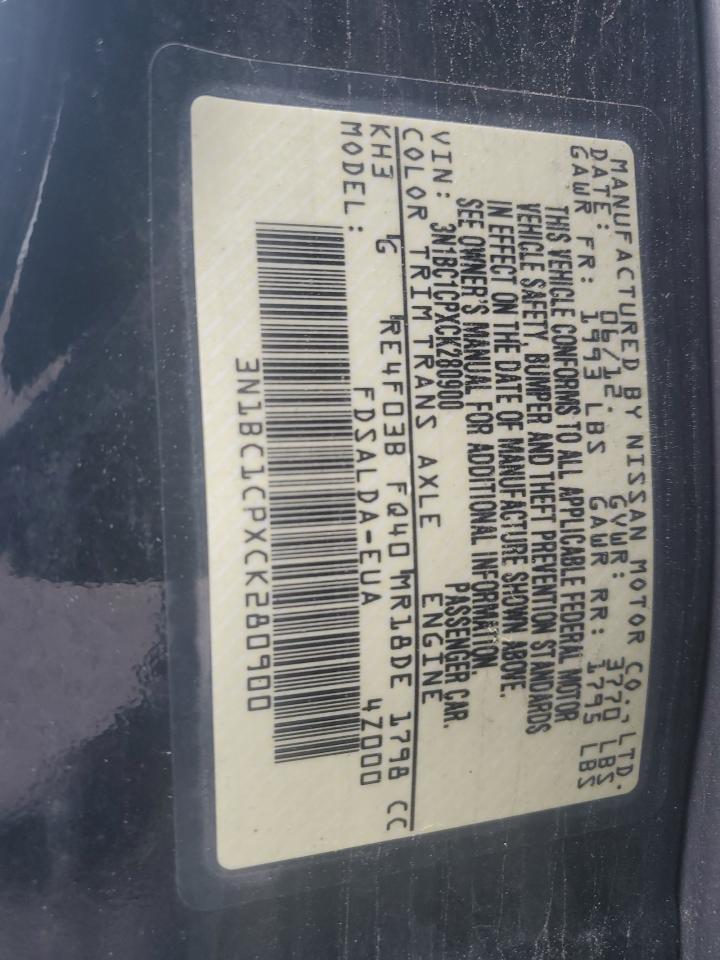 MANUFACTURED BY NISSAN MOTOR CO., LTD.
DATE: 06/12. GVWR: 3770 LBS
GAWR FR: 1993 LBS GAWR RR: 1795 LBS
THIS VEHICLE CONFORMS TO ALL APPLICABLE FEDERAL MOTOR
VEHICLE SAFETY, BUMPER AND THEFT PREVENTION STANDARDS
IN EFFECT ON THE DATE OF MANUFACTURE SHOWN ABOVE.
SEE OWNER'S MANUAL FOR ADDITIONAL INFORMATION.
VIN: 3N1BC1CPXCK280900 PASSENGER CAR.
COLOR TRIM TRANS AXLE ENGINE
KH3 G RE4F03B FQ40 MR18DE 1798 CC
MODEL: FDSALDA-EUA 4Z000
3N1BC1CPXCK280900